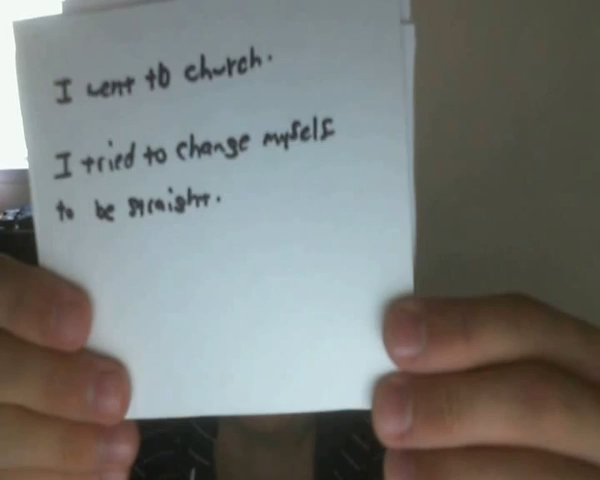 I went to church.
I tried to change myself
to be straight.